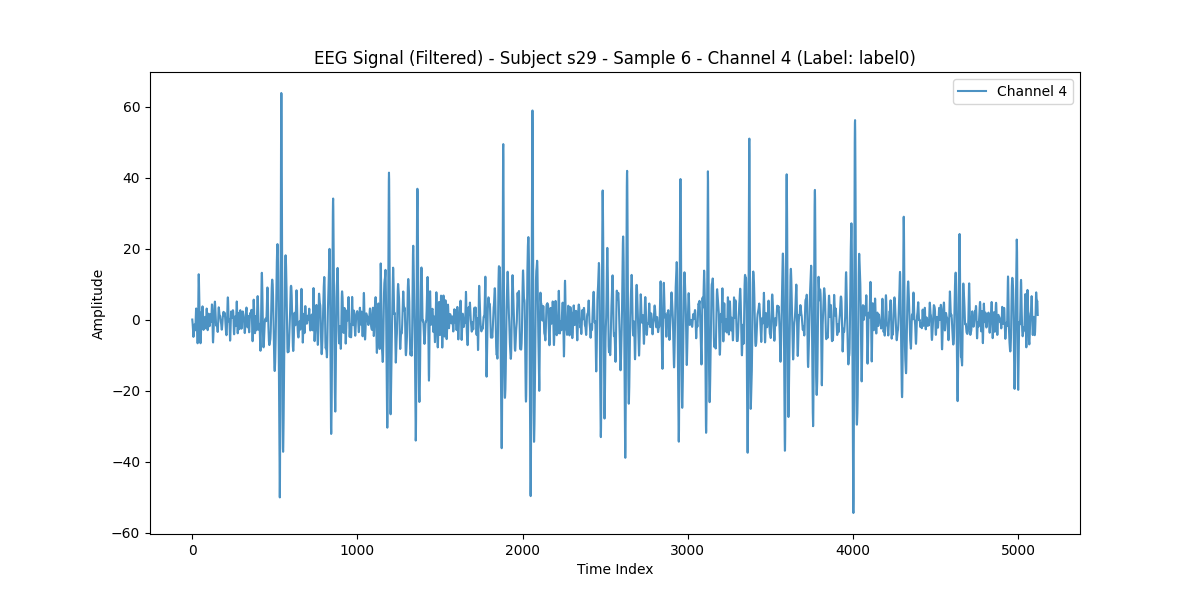 EEG Signal (Filtered) - Subject s29 - Sample 6 - Channel 4 (Label: label0)
Channel 4
60
40
20
0
−20
−40
−60
Amplitude
0 1000 2000 3000 4000 5000
Time Index